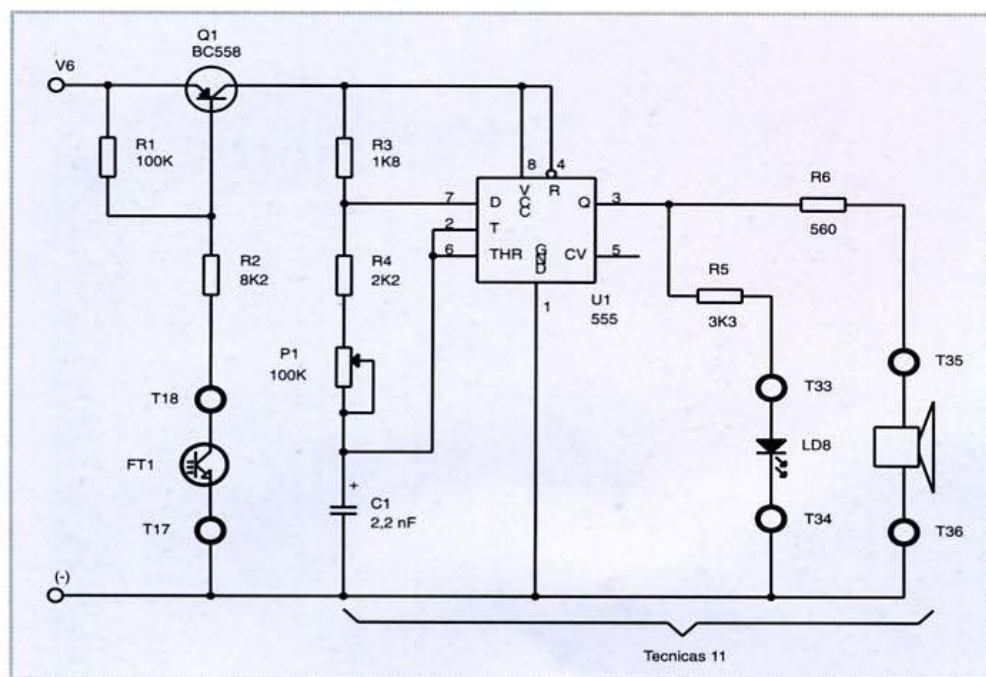 Q1
BC558
V6
R1
100K
R3
1K8
8
4
V
CC
R
7
D
Q
3
2
T
6
THR
GND
CV
5
1
U1
555
R6
560
R5
3K3
R2
8K2
R4
2K2
P1
100K
T18
FT1
T17
+
C1
2,2 nF
T33
LD8
T34
T35
T36
(-)
Tecnicas 11